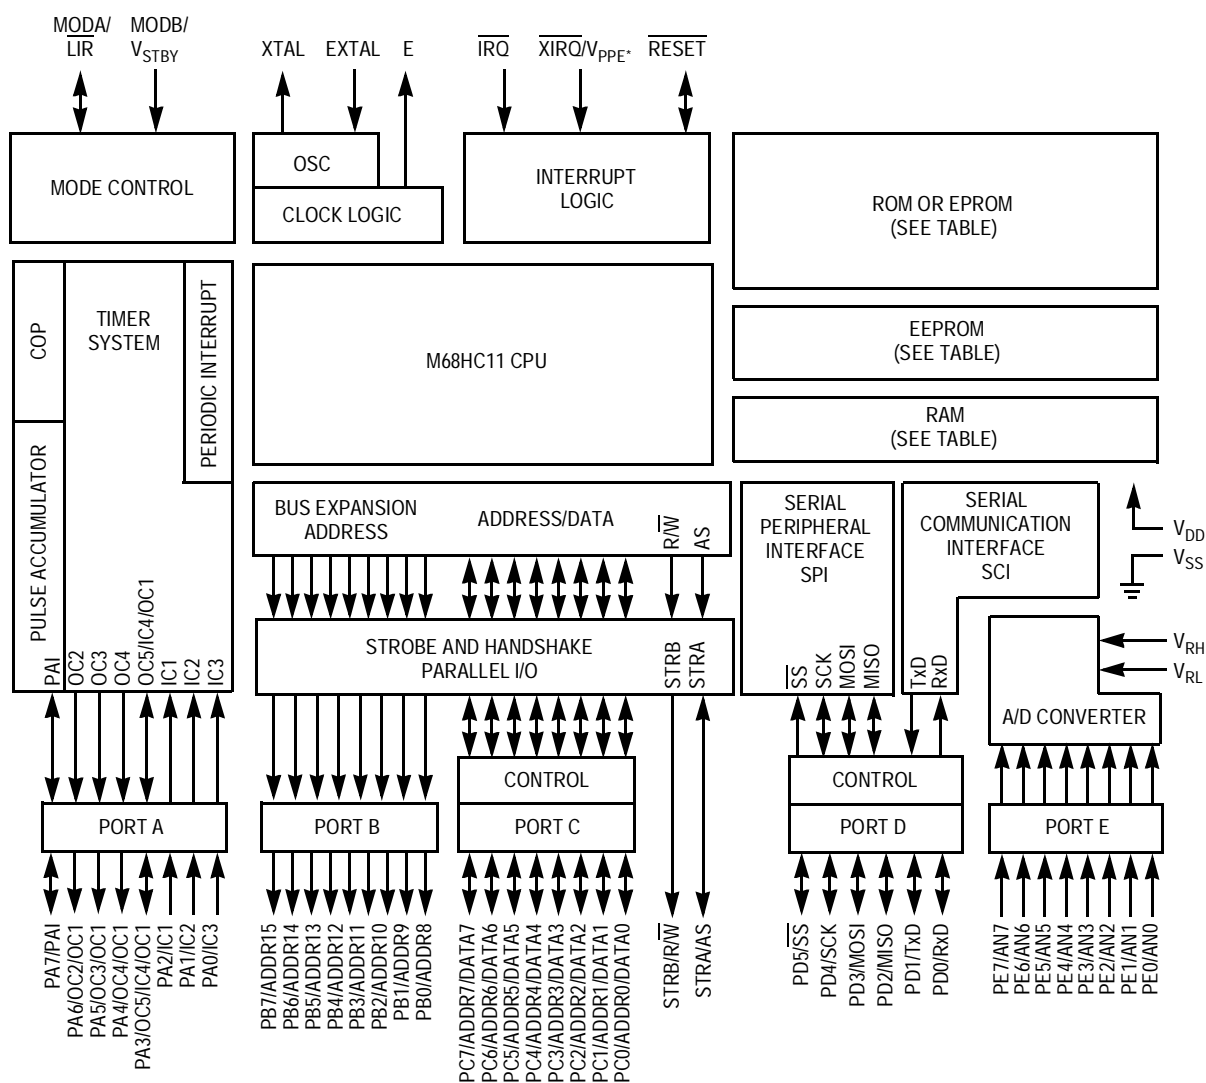 MODA/
LIR
MODB/
VSTBY
XTAL
EXTAL
E
IRQ
XIRQ/VPPE*
RESET
MODE CONTROL
OSC
CLOCK LOGIC
INTERRUPT
LOGIC
ROM OR EPROM
(SEE TABLE)
COP
TIMER
SYSTEM
PERIODIC INTERRUPT
M68HC11 CPU
EEPROM
(SEE TABLE)
RAM
(SEE TABLE)
PULSE ACCUMULATOR
BUS EXPANSION
ADDRESS
ADDRESS/DATA
R/W
AS
SERIAL
PERIPHERAL
INTERFACE
SPI
SERIAL
COMMUNICATION
INTERFACE
SCI
VDD
VSS
PAI
OC2
OC3
OC4
OC5/IC4/OC1
IC1
IC2
IC3
STROBE AND HANDSHAKE
PARALLEL I/O
STRB
STRA
SS
SCK
MOSI
MISO
TxD
RxD
VRH
VRL
A/D CONVERTER
CONTROL
CONTROL
PORT A
PORT B
PORT C
PORT D
PORT E
PA7/PAI
PA6/OC2/OC1
PA5/OC3/OC1
PA4/OC4/OC1
PA3/OC5/IC4/OC1
PA2/IC1
PA1/IC2
PA0/IC3
PB7/ADDR15
PB6/ADDR14
PB5/ADDR13
PB4/ADDR12
PB3/ADDR11
PB2/ADDR10
PB1/ADDR9
PB0/ADDR8
PC7/ADDR7/DATA7
PC6/ADDR6/DATA6
PC5/ADDR5/DATA5
PC4/ADDR4/DATA4
PC3/ADDR3/DATA3
PC2/ADDR2/DATA2
PC1/ADDR1/DATA1
PC0/ADDR0/DATA0
STRB/R/W
STRA/AS
PD5/SS
PD4/SCK
PD3/MOSI
PD2/MISO
PD1/TxD
PD0/RxD
PE7/AN7
PE6/AN6
PE5/AN5
PE4/AN4
PE3/AN3
PE2/AN2
PE1/AN1
PE0/AN0